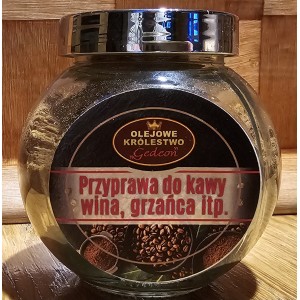 OLEJOWE
KRÓLESTWO
„Gedeon"
Przyprawa do kawy
wina, grzańca itp.